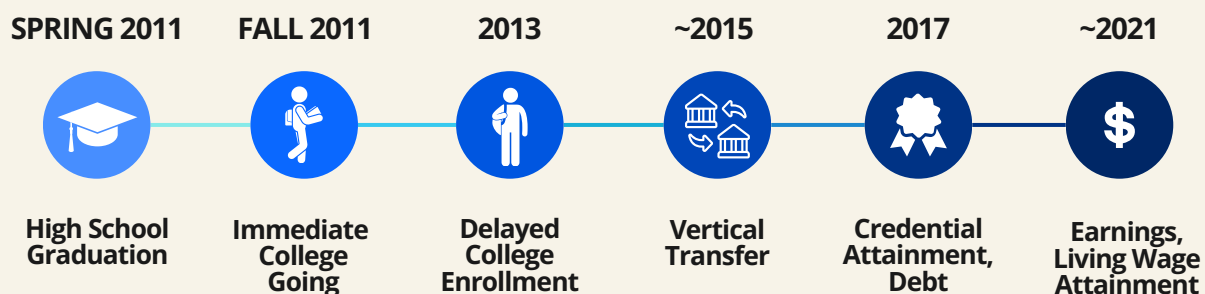 SPRING 2011
FALL 2011
2013
~2015
2017
~2021
$
High School
Graduation
Immediate
College
Going
Delayed
College
Enrollment
Vertical
Transfer
Credential
Attainment,
Debt
Earnings,
Living Wage
Attainment